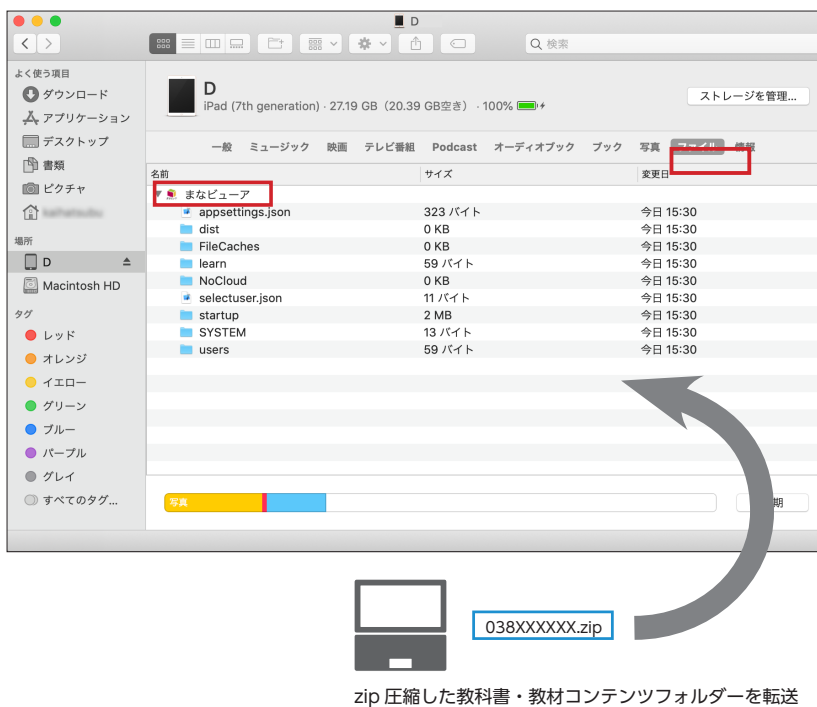 D
検索
よく使う項目
ダウンロード
アプリケーション
デスクトップ
書類
ピクチャ
場所
D
Macintosh HD
タグ
レッド
オレンジ
イエロー
グリーン
ブルー
パープル
グレイ
すべてのタグ...
D
iPad (7th generation) · 27.19 GB（20.39 GB空き） · 100%
ストレージを管理...
一般 ミュージック 映画 テレビ番組 Podcast オーディオブック ブック 写真 ファイル 情報
名前 サイズ 変更日
まなビューア
appsettings.json 323 バイト 今日 15:30
dist 0 KB 今日 15:30
FileCaches 0 KB 今日 15:30
learn 59 バイト 今日 15:30
NoCloud 0 KB 今日 15:30
selectuser.json 11 バイト 今日 15:30
startup 2 MB 今日 15:30
SYSTEM 13 バイト 今日 15:30
users 59 バイト 今日 15:30
写真
期
038XXXXXX.zip
zip 圧縮した教科書・教材コンテンツフォルダーを転送